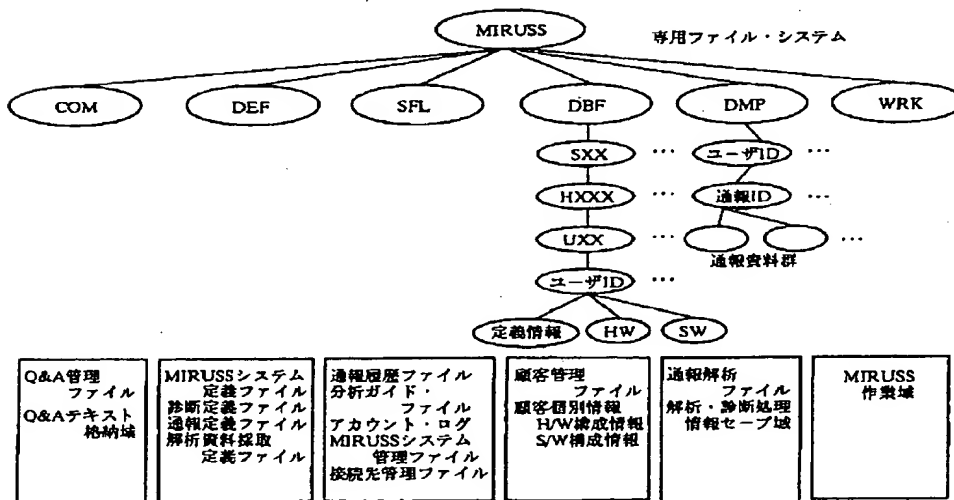 MIRUSS
専用ファイル・システム
COM
DEF
SFL
DBF
DMP
WRK
SXX
…
ユーザID
…
HXXX
…
通報ID
…
UXX
…
…
通報資料群
ユーザID
…
定義情報
HW
SW
Q&A管理
ファイル
Q&Aテキスト
格納域
MIRUSSシステム
定義ファイル
診断定義ファイル
通報定義ファイル
解析資料採取
定義ファイル
通報履歴ファイル
分析ガイド・
ファイル
アカウント・ログ
MIRUSSシステム
管理ファイル
接続先管理ファイル
顧客管理
ファイル
顧客個別情報
H/W構成情報
S/W構成情報
通報解析
ファイル
解析・診断処理
情報セーブ域
MIRUSS
作業域